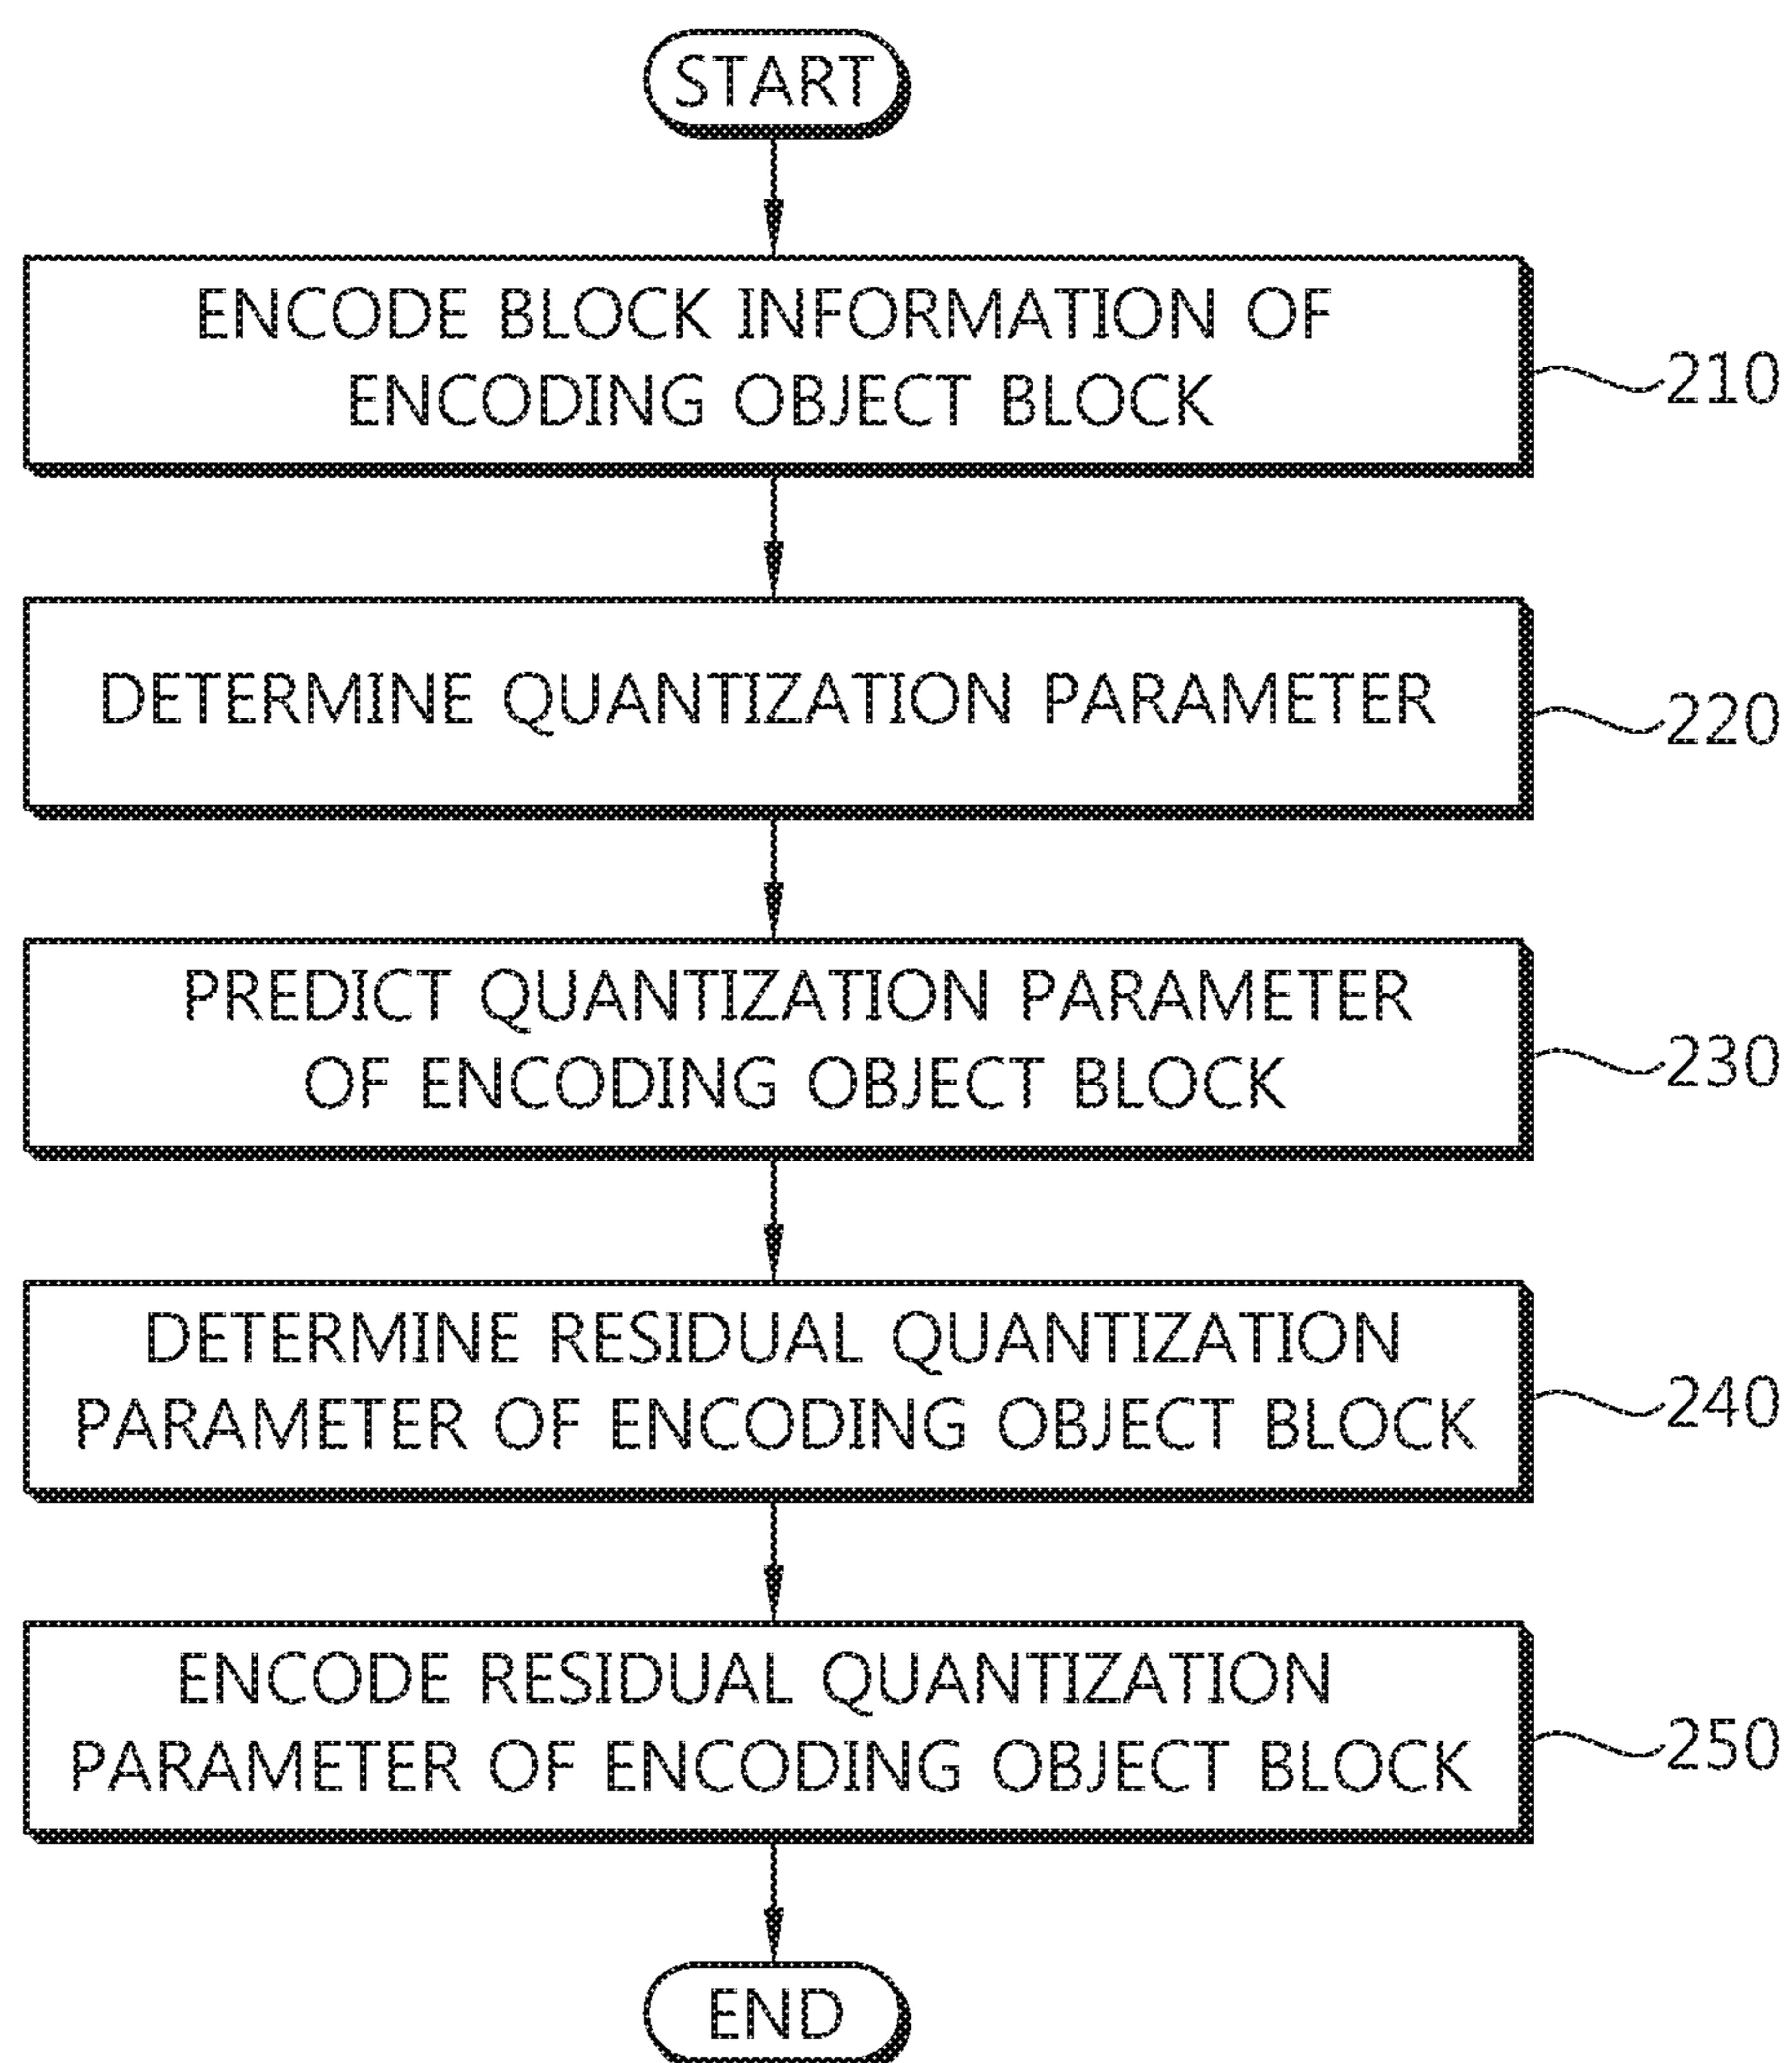 START
ENCODE BLOCK INFORMATION OF
ENCODING OBJECT BLOCK
210
DETERMINE QUANTIZATION PARAMETER
220
PREDICT QUANTIZATION PARAMETER
OF ENCODING OBJECT BLOCK
230
DETERMINE RESIDUAL QUANTIZATION
PARAMETER OF ENCODING OBJECT BLOCK
240
ENCODE RESIDUAL QUANTIZATION
PARAMETER OF ENCODING OBJECT BLOCK
250
END